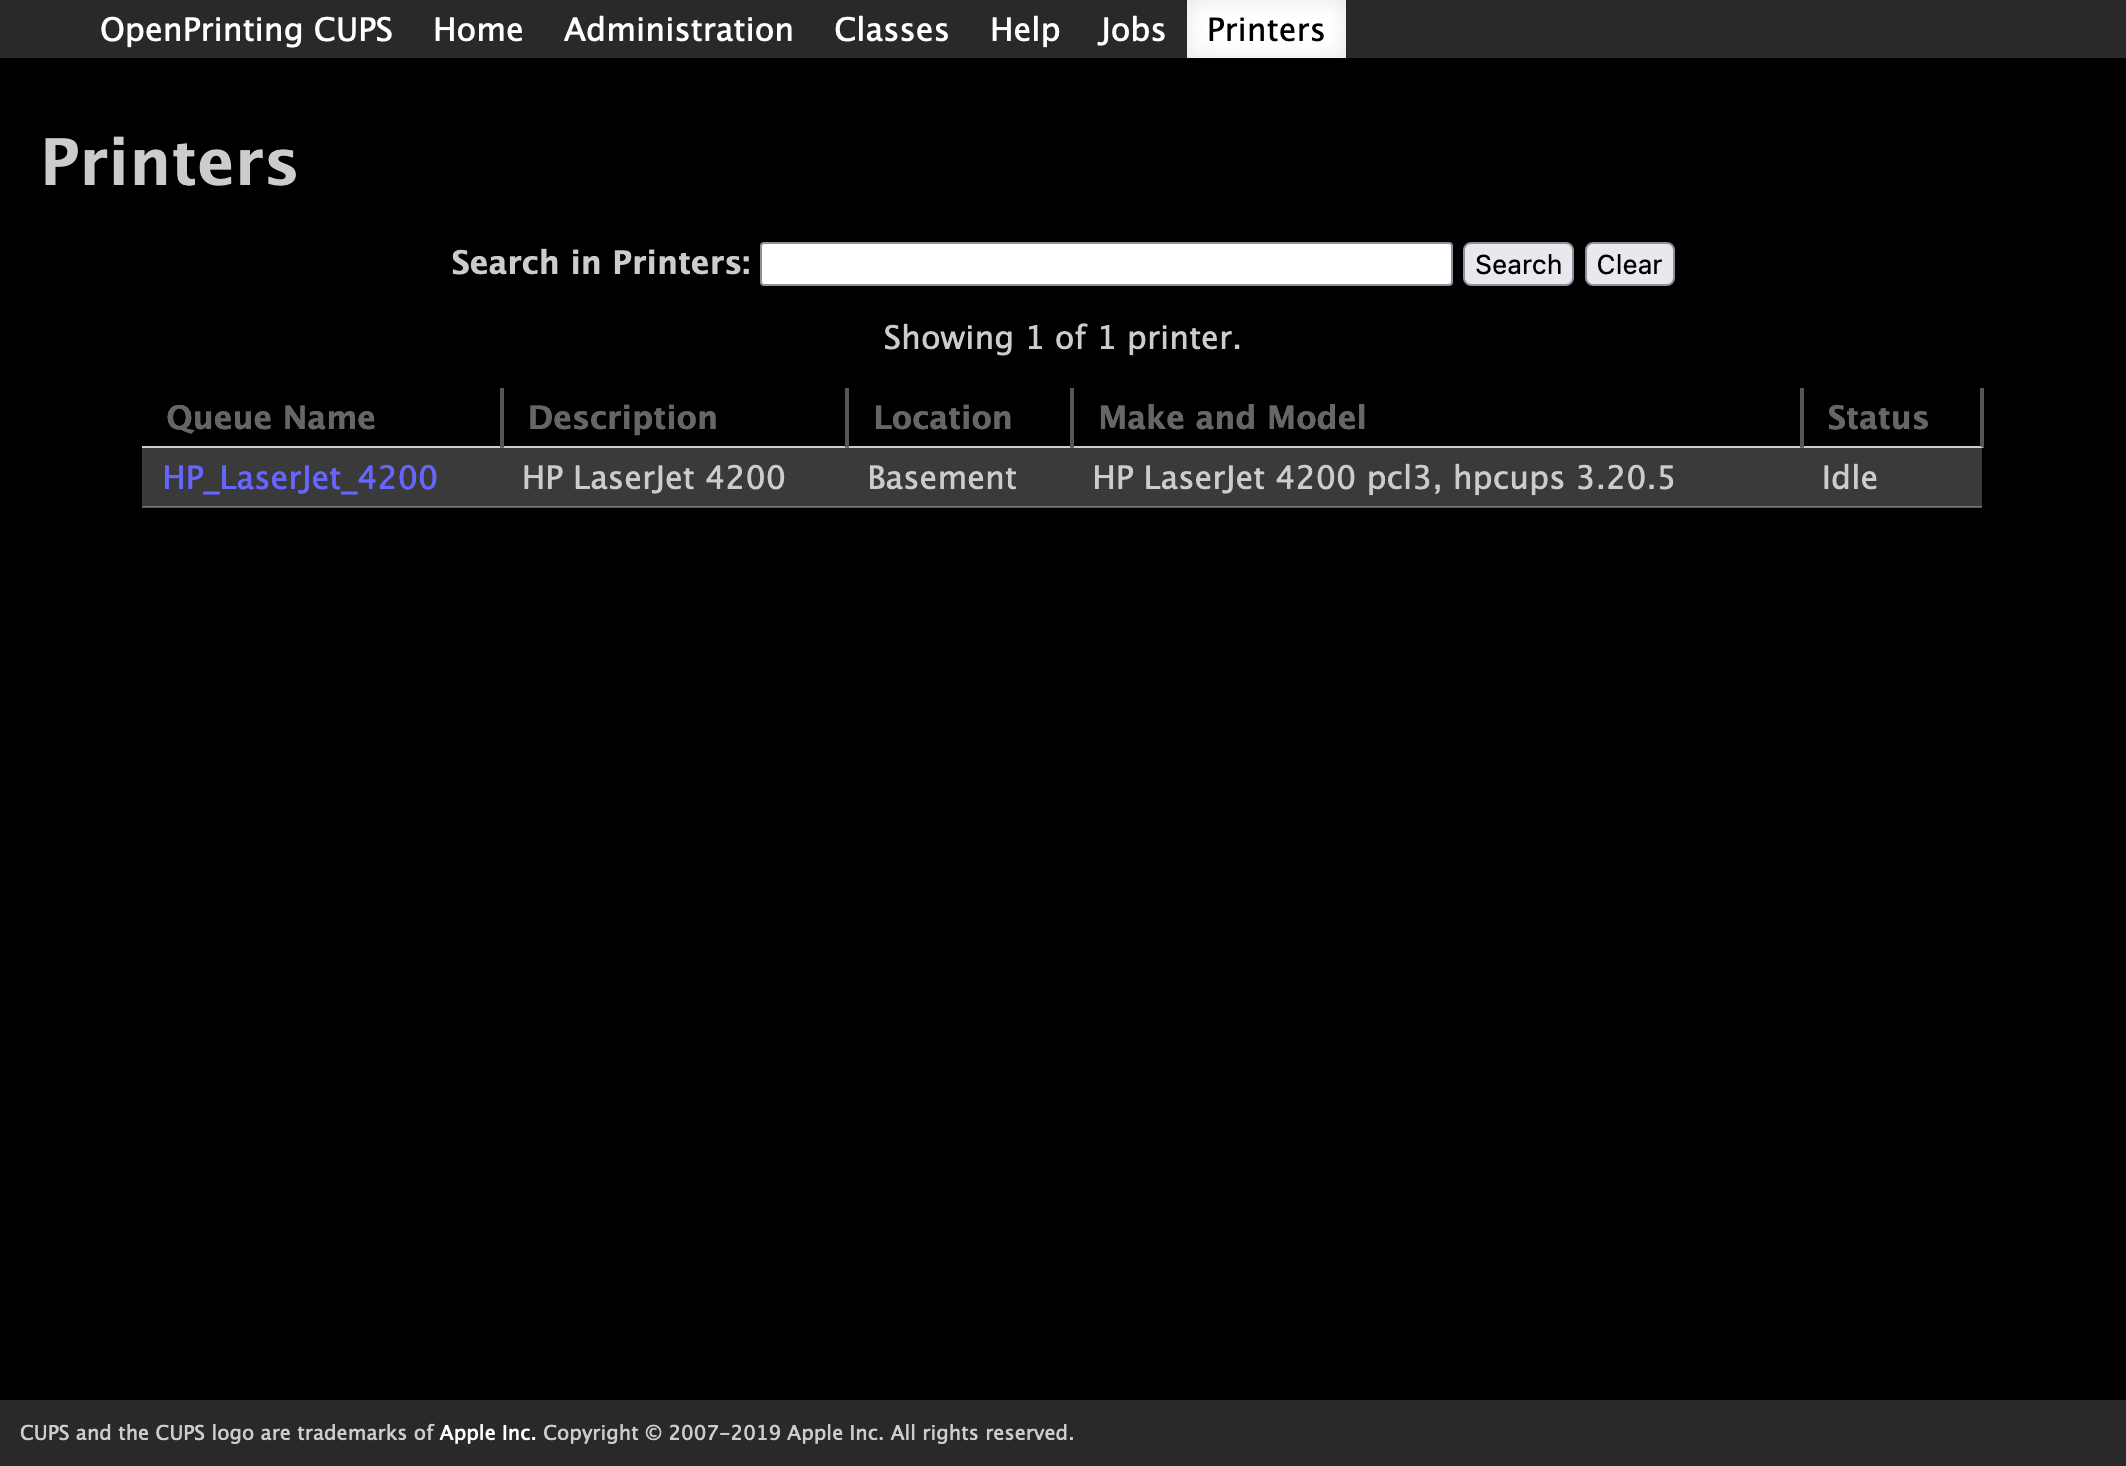 OpenPrinting CUPS Home Administration Classes Help Jobs Printers
Printers
Search in Printers: Search Clear
Showing 1 of 1 printer.
Queue Name Description Location Make and Model Status
HP_LaserJet_4200 HP LaserJet 4200 Basement HP LaserJet 4200 pcl3, hpcups 3.20.5 Idle
CUPS and the CUPS logo are trademarks of Apple Inc. Copyright © 2007-2019 Apple Inc. All rights reserved.